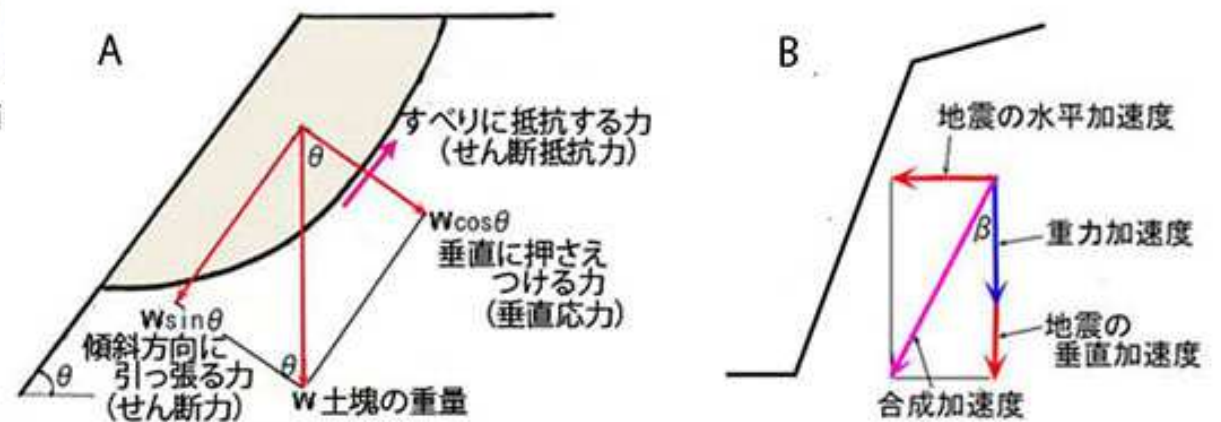 A
θ
すべりに抵抗する力
（せん断抵抗力）
Wcosθ
垂直に押さえ
つける力
（垂直応力）
Wsinθ
傾斜方向に
引っ張る力
（せん断力）
θ
θ
W 土塊の重量
B
地震の水平加速度
β
重力加速度
地震の
垂直加速度
合成加速度